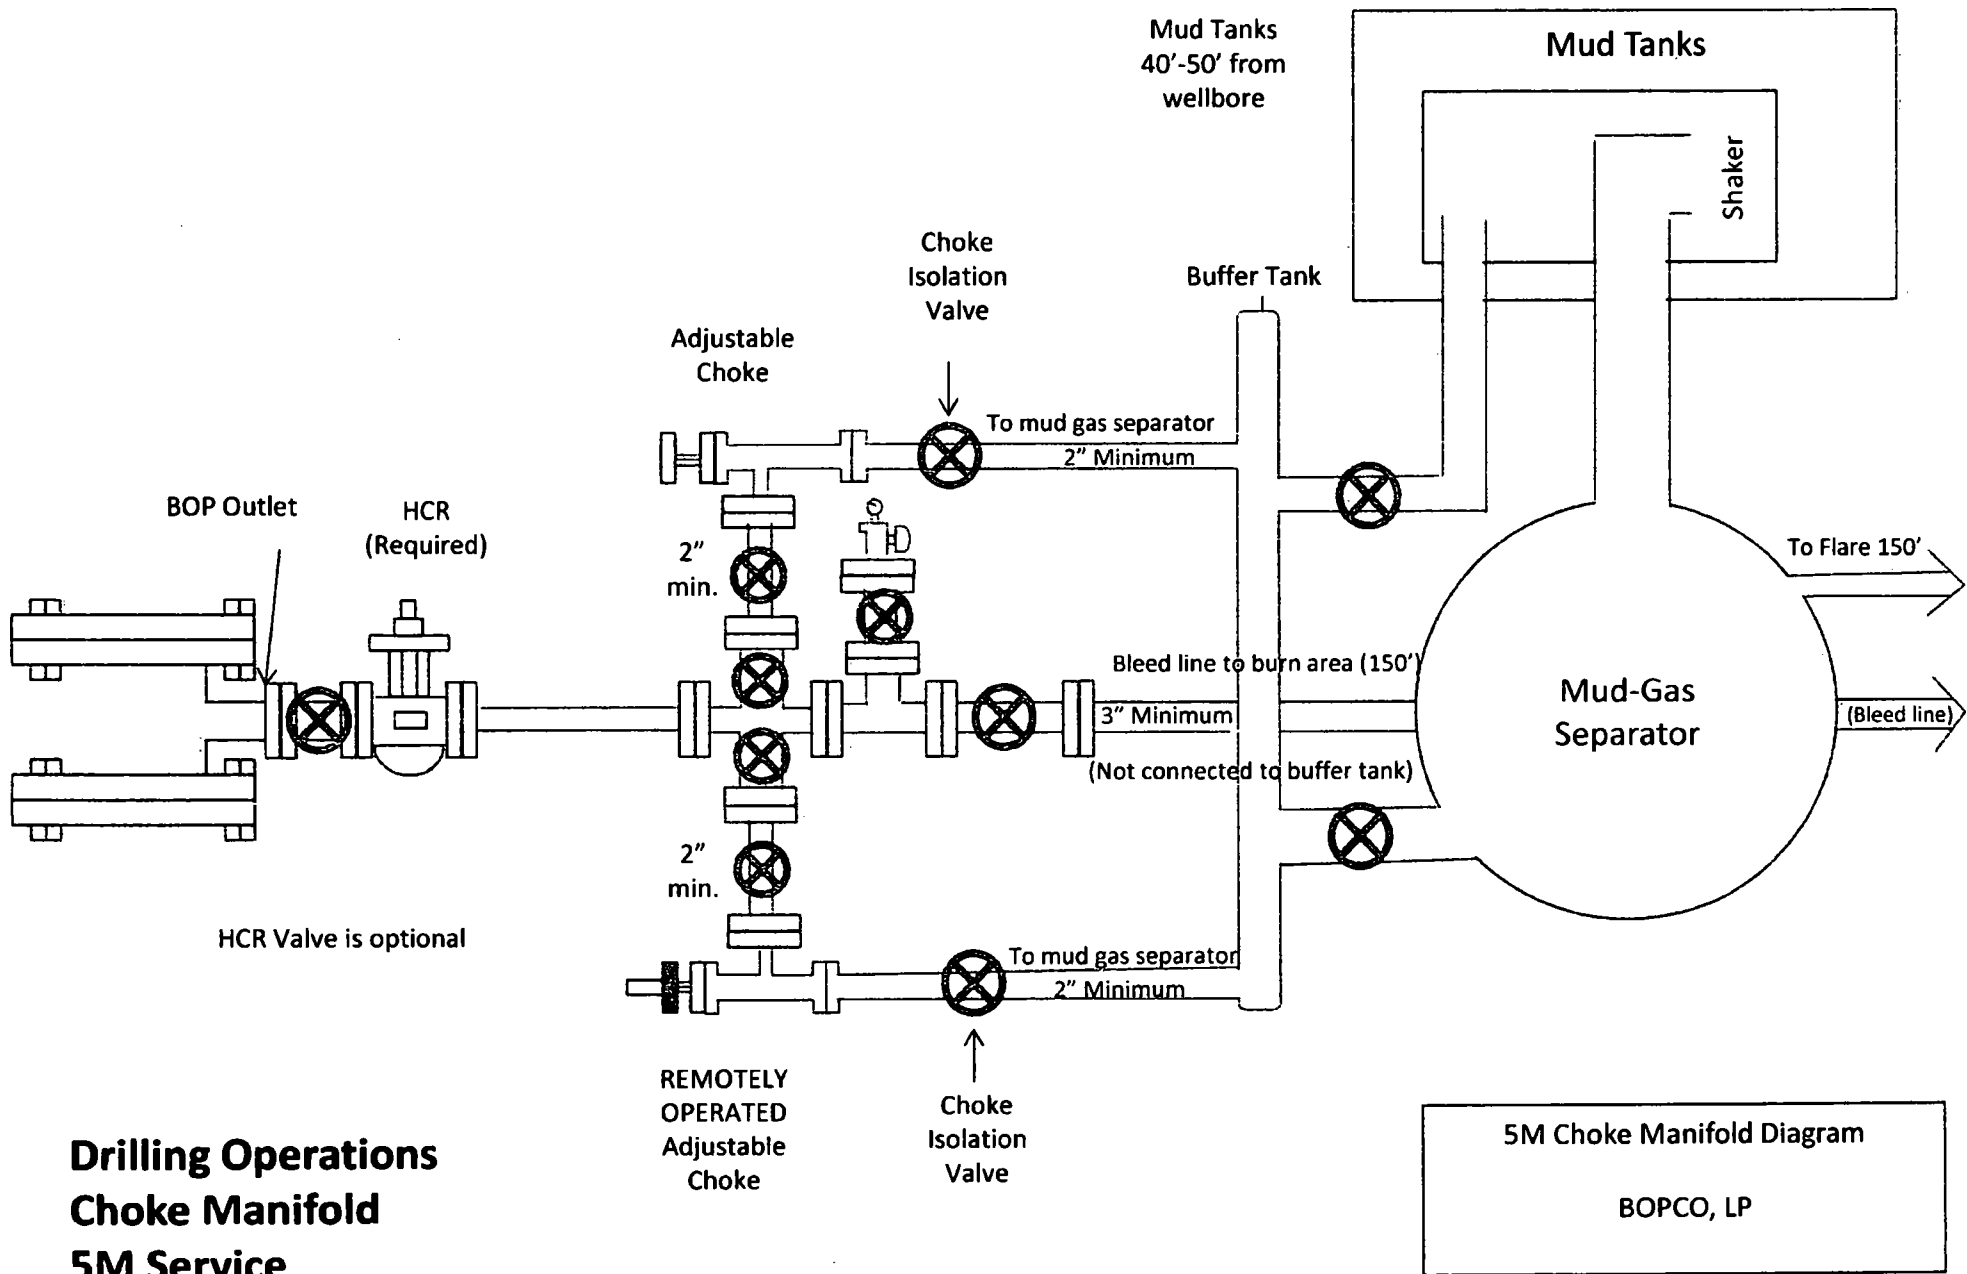 Mud Tanks
40'-50' from
wellbore
Mud Tanks
Shaker
Choke
Isolation
Valve
Buffer Tank
Adjustable
Choke
To mud gas separator
2" Minimum
BOP Outlet
HCR
(Required)
2"
min.
To Flare 150'
Bleed line to burn area (150')
3" Minimum
(Not connected to buffer tank)
Mud-Gas
Separator
(Bleed line)
2"
min.
HCR Valve is optional
To mud gas separator
2" Minimum
REMOTELY
OPERATED
Adjustable
Choke
Choke
Isolation
Valve
Drilling Operations
Choke Manifold
5M Service
5M Choke Manifold Diagram
BOPCO, LP